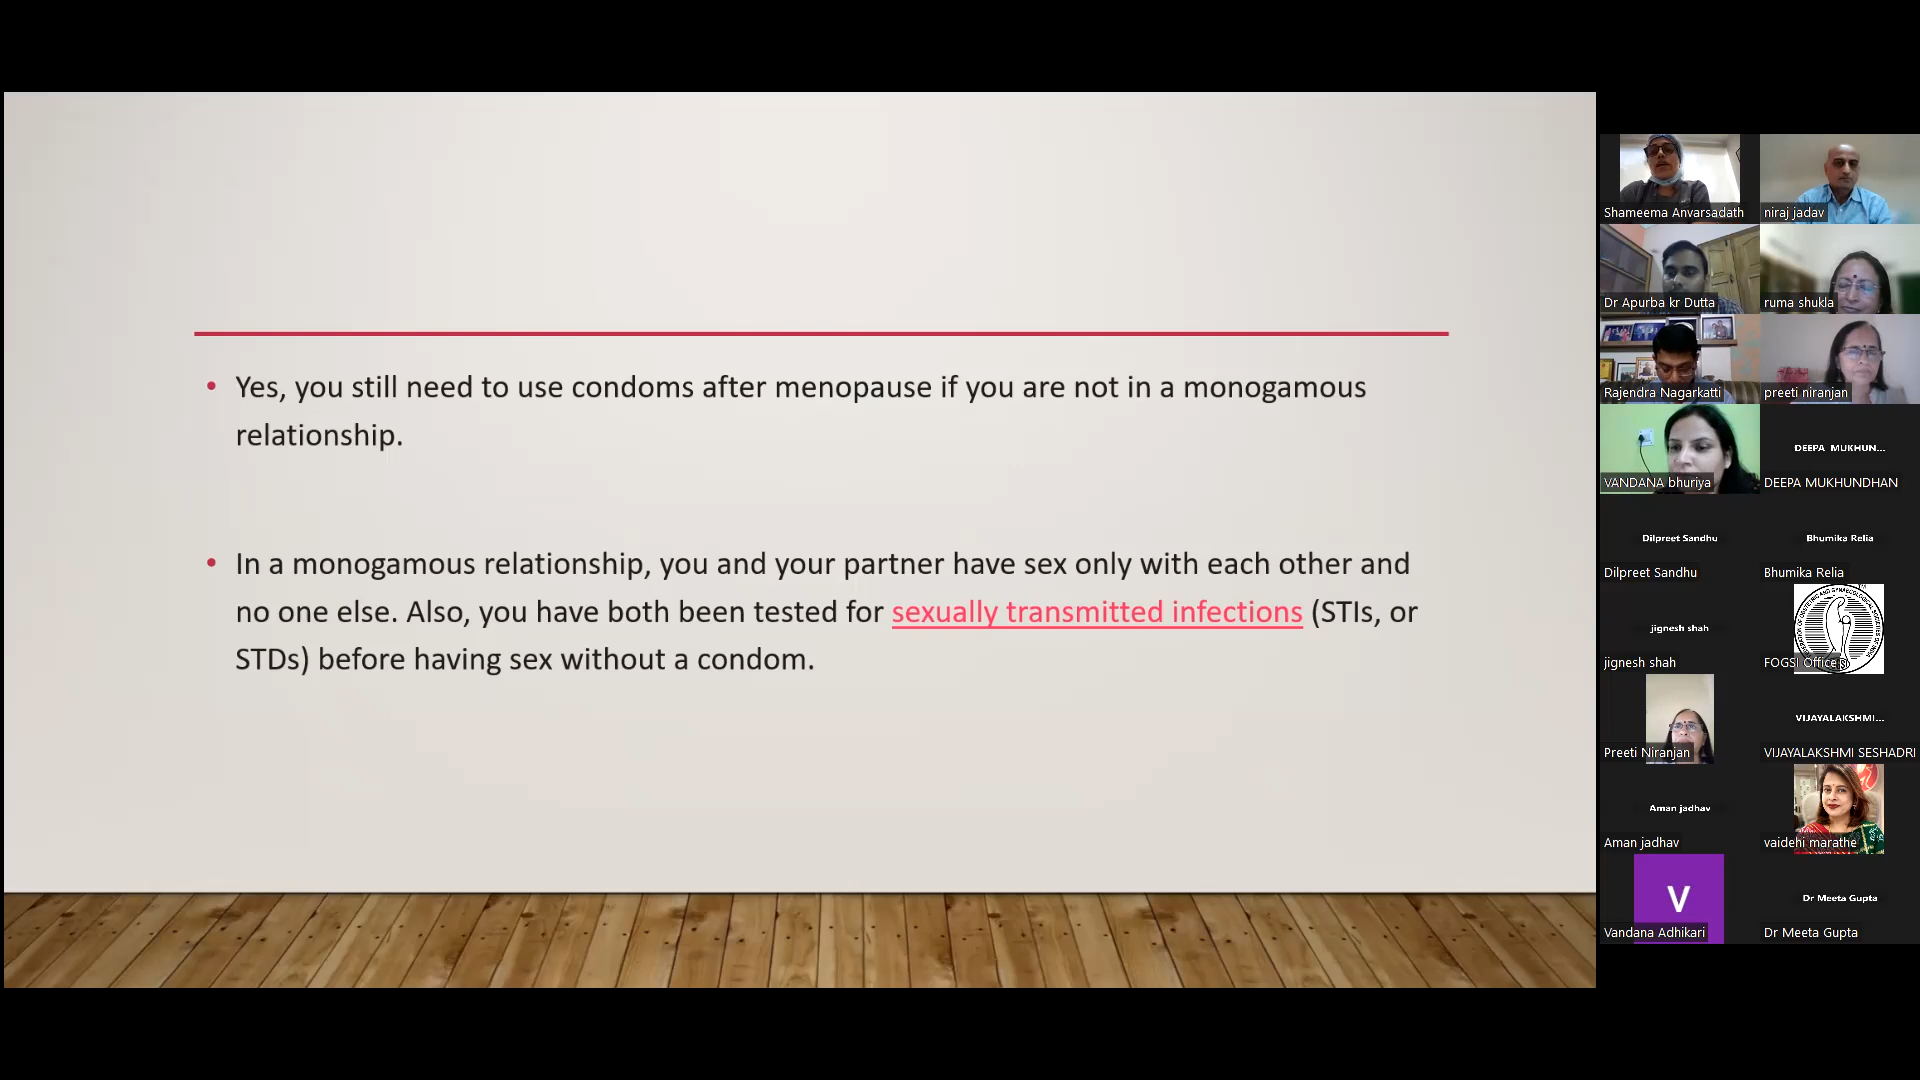 • Yes, you still need to use condoms after menopause if you are not in a monogamous
relationship.
• In a monogamous relationship, you and your partner have sex only with each other and
no one else. Also, you have both been tested for sexually transmitted infections (STIs, or
STDs) before having sex without a condom.
Shameema Anvarsadath
niraj jadav
Dr Apurba kr Dutta
ruma shukla
Rajendra Nagarkatti
preeti niranjan
VANDANA bhuriya
DEEPA MUKHUN...
DEEPA MUKHUNDHAN
Dilpreet Sandhu
Dilpreet Sandhu
Bhumika Relia
Bhumika Relia
jignesh shah
jignesh shah
FOGSI Office
Preeti Niranjan
VIJAYALAKSHMI...
VIJAYALAKSHMI SESHADRI
Aman jadhav
Aman jadhav
vaidehi marathe
V
Vandana Adhikari
Dr Meeta Gupta
Dr Meeta Gupta